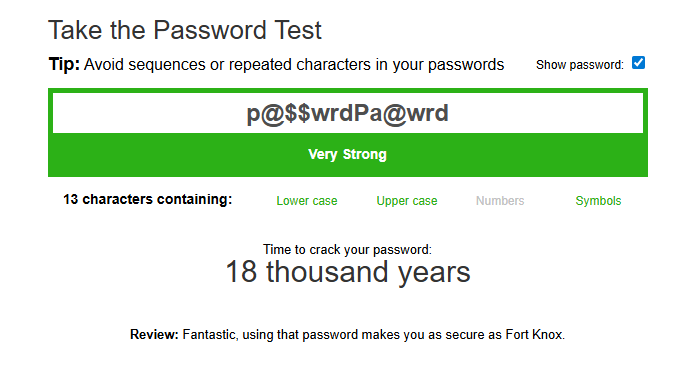 Take the Password Test
Tip: Avoid sequences or repeated characters in your passwords Show password:
p@$$wrdPa@wrd
Very Strong
13 characters containing: Lower case Upper case Numbers Symbols
Time to crack your password:
18 thousand years
Review: Fantastic, using that password makes you as secure as Fort Knox.